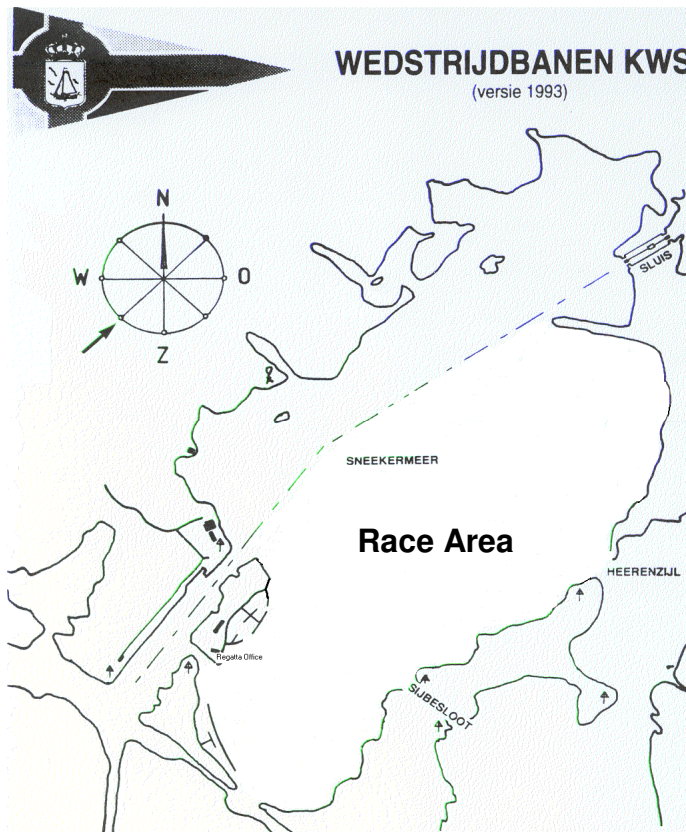 WEDSTRIJDBANEN KWS
(versie 1993)
N
W
O
Z
SLUIS
SNEEKERMEER
Race Area
HEERENZIJL
Regatta Office
SIJBESLOOT